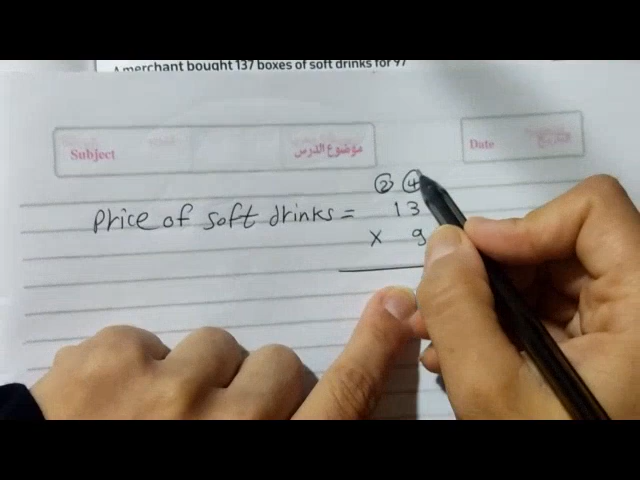 A merchant bought 137 boxes of soft drinks for 97
Subject موضوع الدرس Date
2 4
Price of soft drinks = 13
x 9